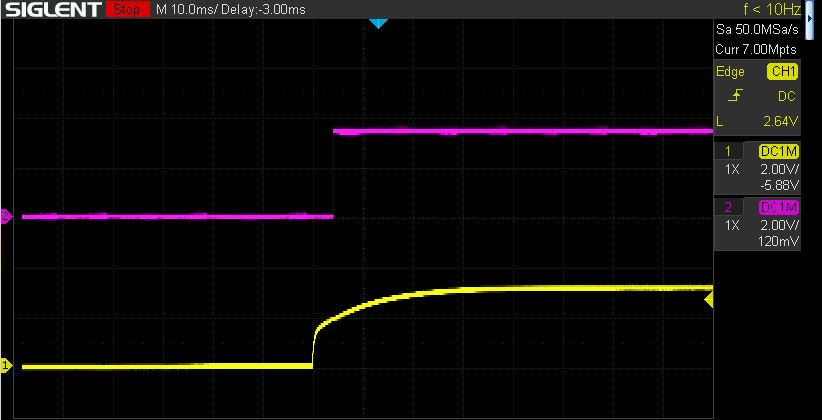 SIGLENT Stop M 10.0ms/ Delay:-3.00ms f < 10Hz
Sa 50.0MSa/s
Curr 7.00Mpts
Edge CH1
DC
L 2.64V
1 DC1M
1X 2.00V/
-5.88V
2 DC1M
1X 2.00V/
120mV
2
1